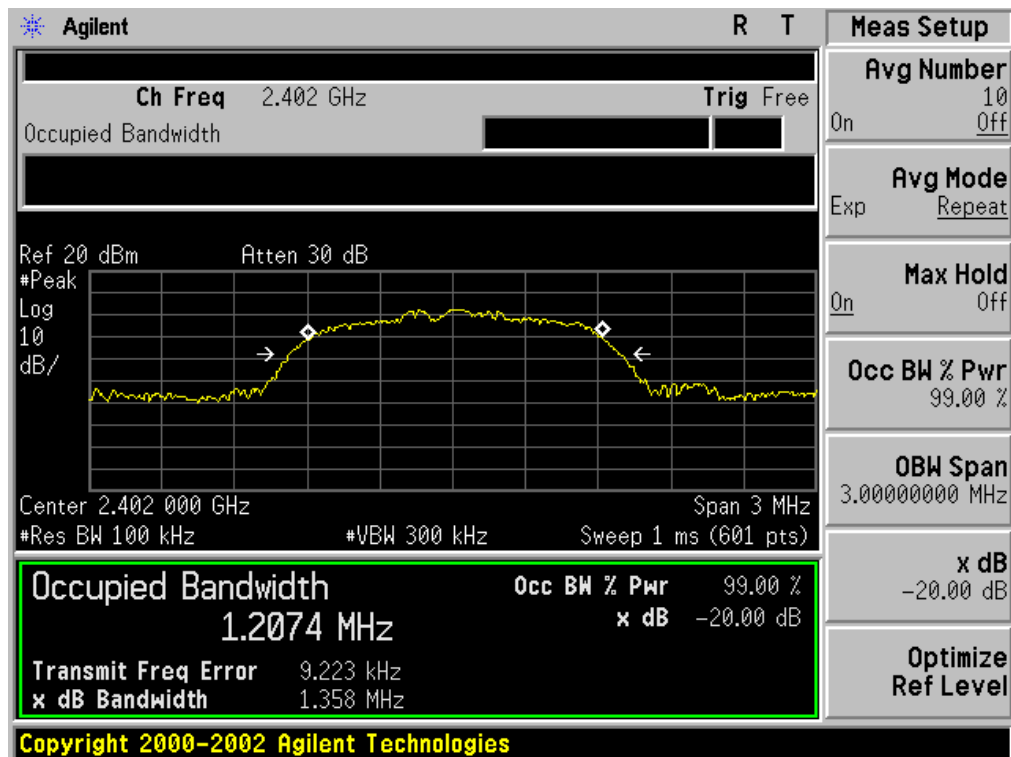 Agilent R T
Ch Freq 2.402 GHz Trig Free
Occupied Bandwidth
Ref 20 dBm Atten 30 dB
#Peak
Log
10
dB/
Center 2.402 000 GHz Span 3 MHz
#Res BW 100 kHz #VBW 300 kHz Sweep 1 ms (601 pts)
Occupied Bandwidth Occ BW % Pwr 99.00 %
1.2074 MHz x dB -20.00 dB
Transmit Freq Error 9.223 kHz
x dB Bandwidth 1.358 MHz
Copyright 2000-2002 Agilent Technologies
Meas Setup
Avg Number
10
On Off
Avg Mode
Exp Repeat
Max Hold
On Off
Occ BW % Pwr
99.00 %
OBW Span
3.00000000 MHz
x dB
-20.00 dB
Optimize
Ref Level